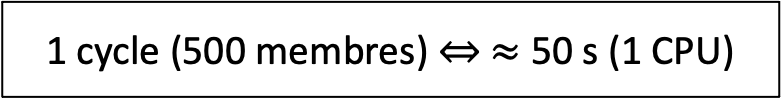 1 cycle (500 membres) ⇔ ≈ 50 s (1 CPU)